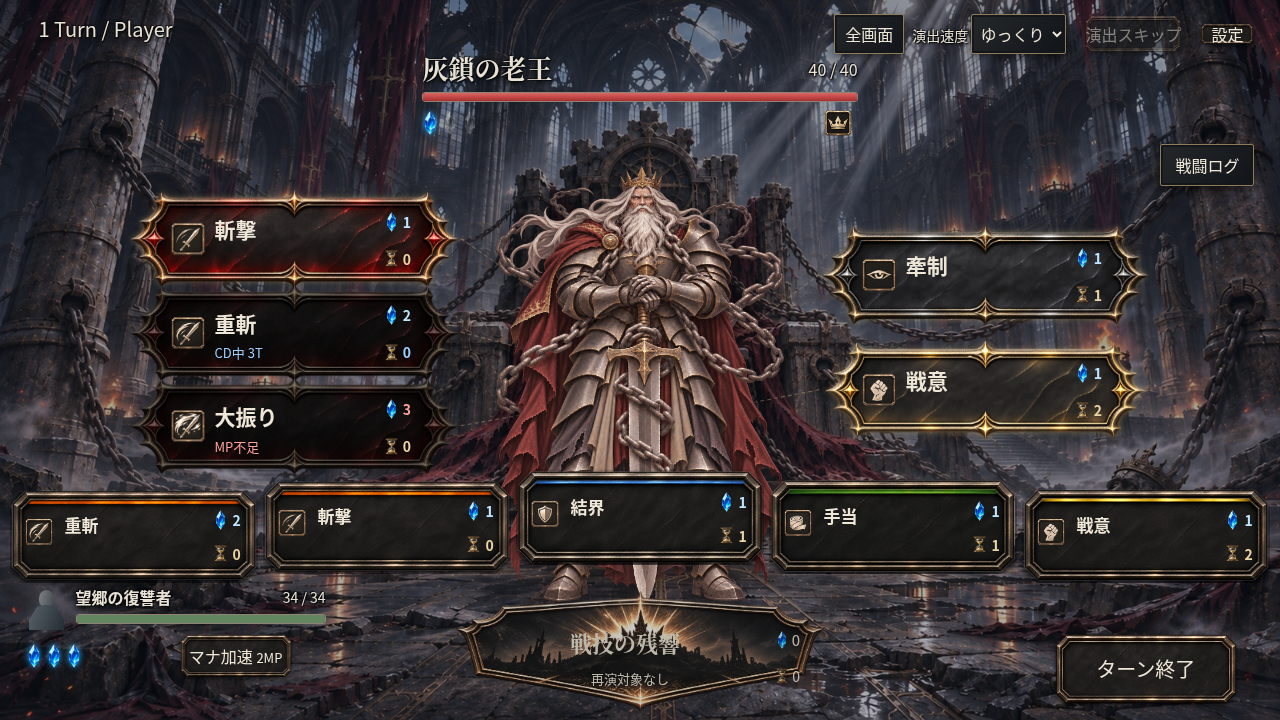 1 Turn / Player
全画面
演出速度
ゆっくり
演出スキップ
設定
灰鎖の老王
40 / 40
戦闘ログ
斬撃
1
0
重斬
2
CD中 3T
0
大振り
3
MP不足
0
牽制
1
1
戦意
1
2
重斬
2
0
斬撃
1
0
結界
1
1
手当
1
1
戦意
1
2
望郷の復讐者
34 / 34
マナ加速 2MP
戦技の残響
0
再演対象なし
0
ターン終了